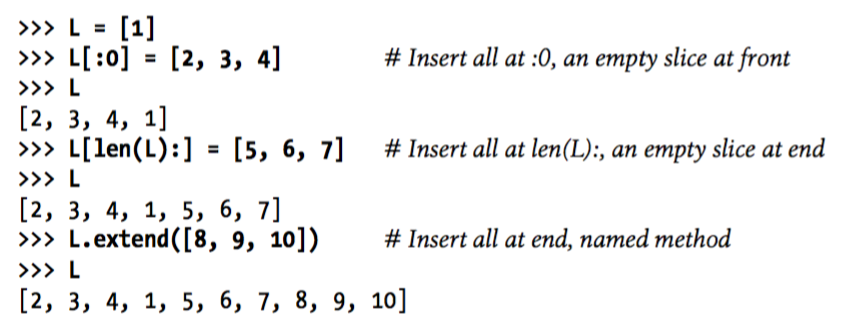 >>> L = [1]
>>> L[:0] = [2, 3, 4] # Insert all at :0, an empty slice at front
>>> L
[2, 3, 4, 1]
>>> L[len(L):] = [5, 6, 7] # Insert all at len(L):, an empty slice at end
>>> L
[2, 3, 4, 1, 5, 6, 7]
>>> L.extend([8, 9, 10]) # Insert all at end, named method
>>> L
[2, 3, 4, 1, 5, 6, 7, 8, 9, 10]